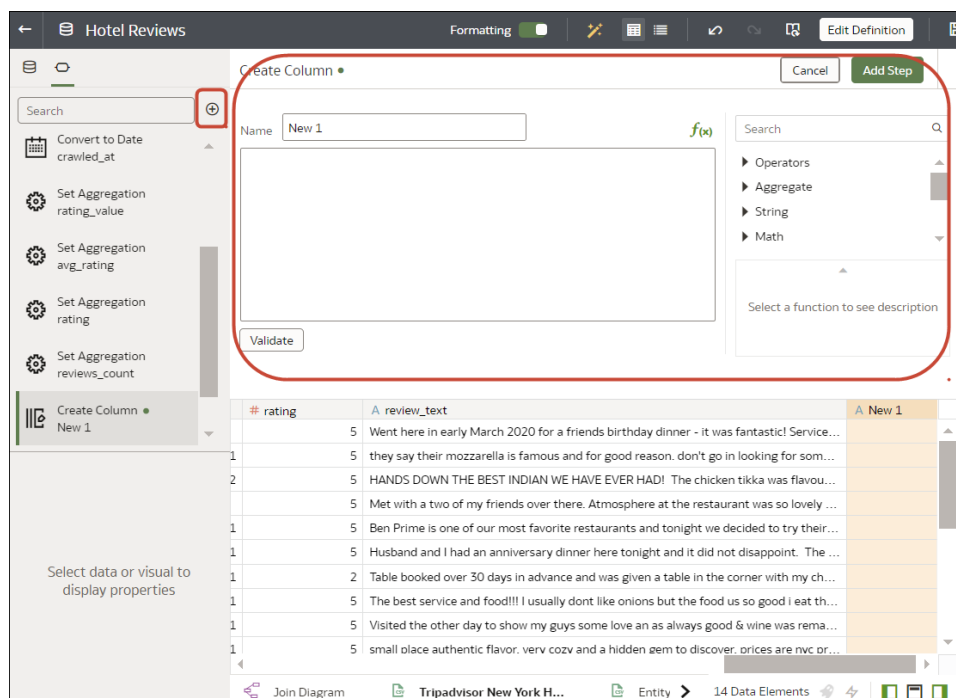 Hotel Reviews
Formatting
Edit Definition
Create Column
Cancel
Add Step
Search
Convert to Date
crawled_at
Set Aggregation
rating_value
Set Aggregation
avg_rating
Set Aggregation
rating
Set Aggregation
reviews_count
Create Column
New 1
Select data or visual to
display properties
Name New 1
f(x)
Validate
Search
Operators
Aggregate
String
Math
Select a function to see description
# rating A review_text A New 1
5 Went here in early March 2020 for a friends birthday dinner - it was fantastic! Service...
1 5 they say their mozzarella is famous and for good reason. don't go in looking for som...
2 5 HANDS DOWN THE BEST INDIAN WE HAVE EVER HAD! The chicken tikka was flavou...
5 Met with a two of my friends over there. Atmosphere at the restaurant was so lovely ...
1 5 Ben Prime is one of our most favorite restaurants and tonight we decided to try their...
1 5 Husband and I had an anniversary dinner here tonight and it did not disappoint. The ...
1 2 Table booked over 30 days in advance and was given a table in the corner with my ch...
1 5 The best service and food!!! I usually dont like onions but the food us so good i eat th...
1 5 Visited the other day to show my guys some love an as always good & wine was rema...
1 5 small place authentic flavor. very cozy and a hidden gem to discover. prices are nyc pr...
Join Diagram Tripadvisor New York H... Entity 14 Data Elements